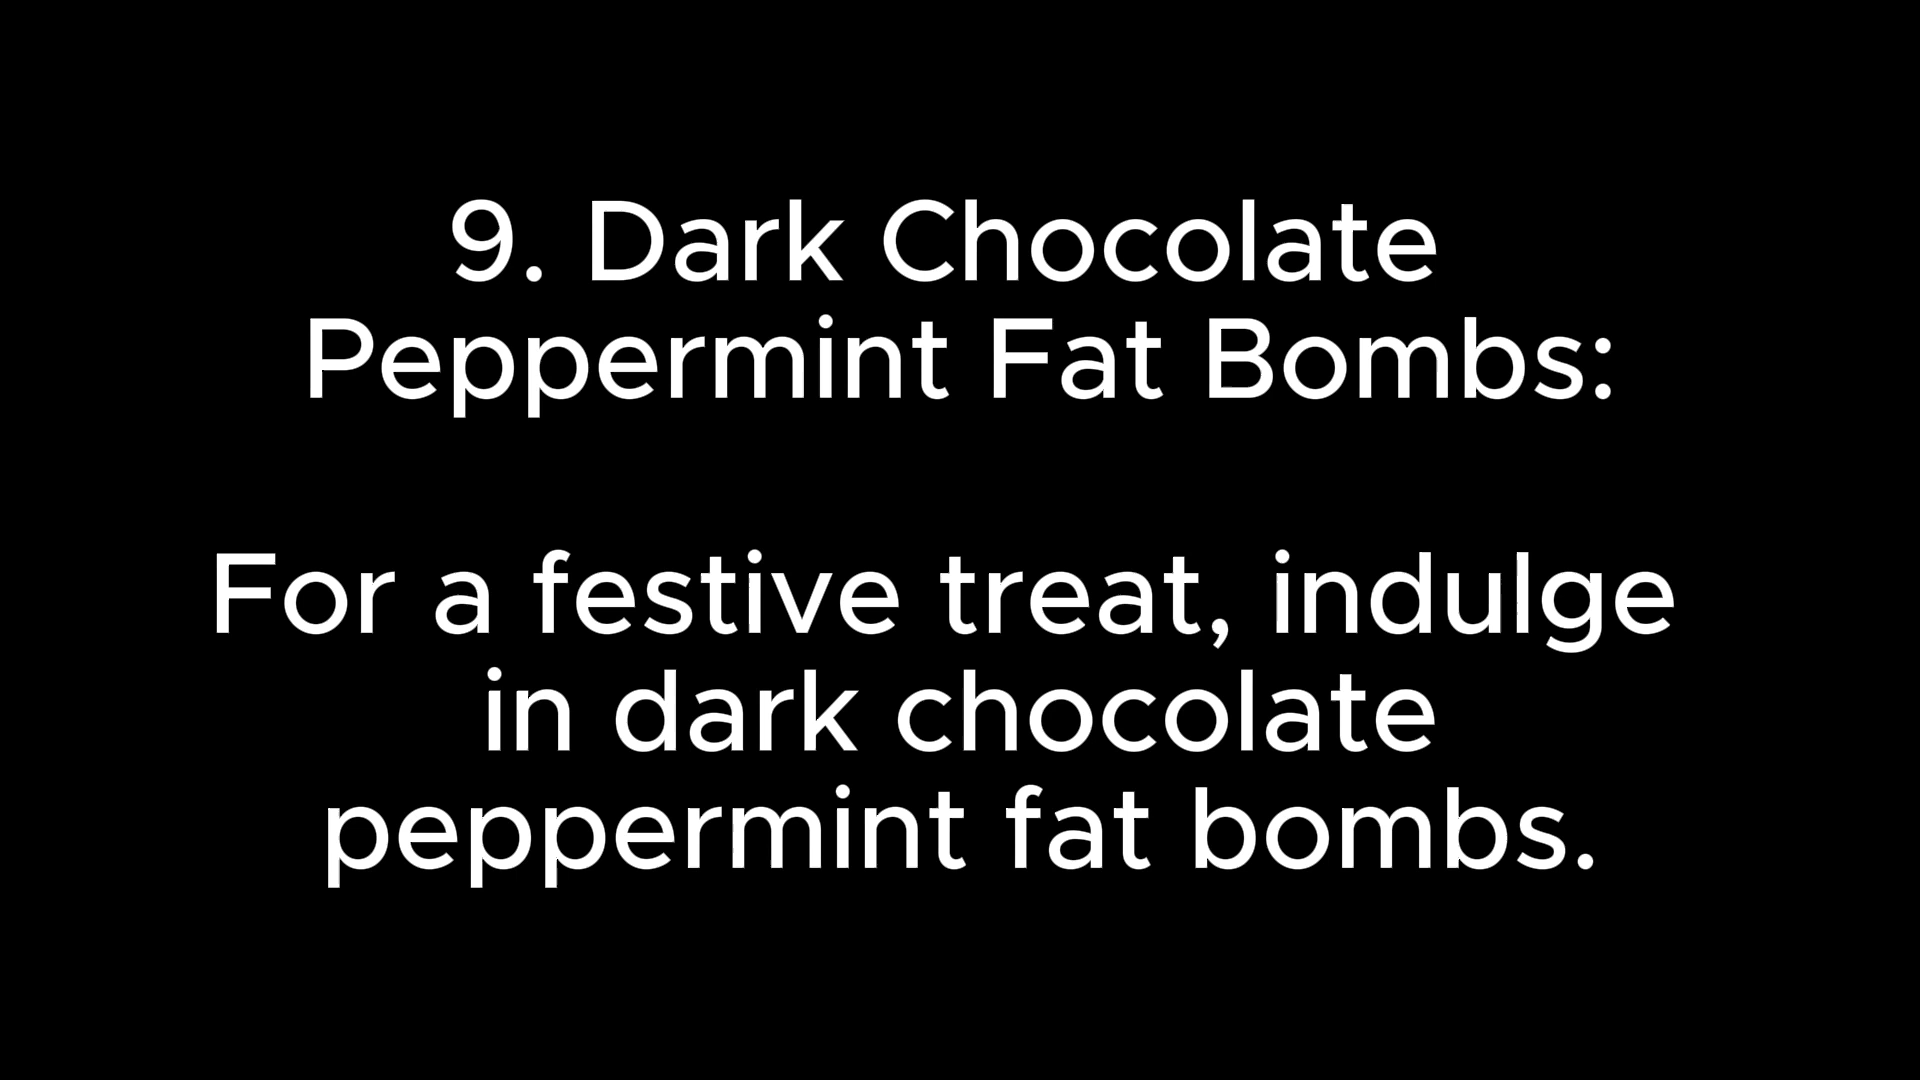 9. Dark Chocolate
Peppermint Fat Bombs:
For a festive treat, indulge
in dark chocolate
peppermint fat bombs.